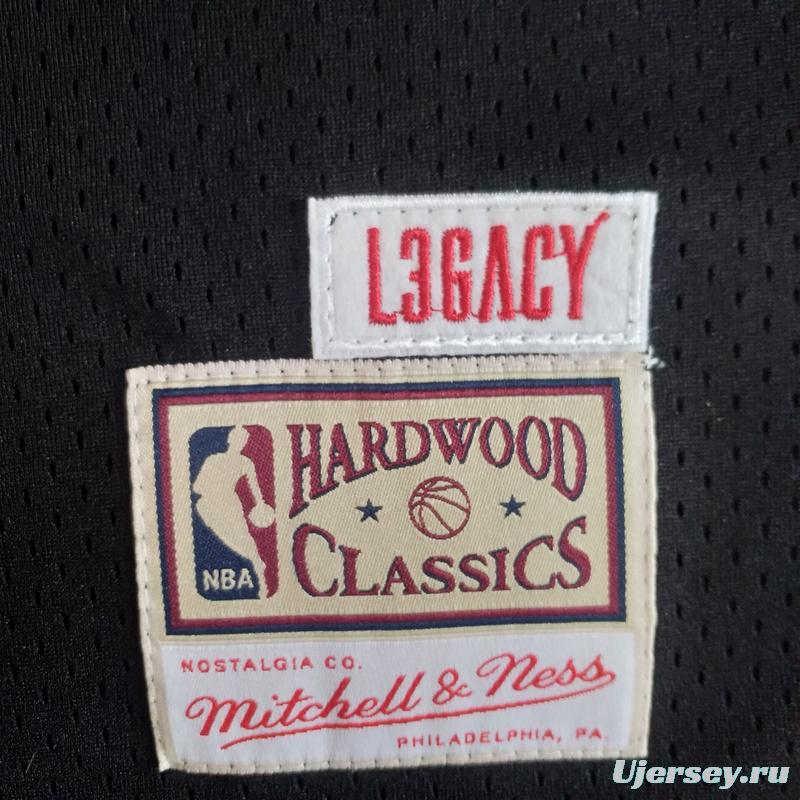 L3GACY
HARDWOOD
CLASSICS
NBA
NOSTALGIA CO.
Mitchell & Ness
PHILADELPHIA, PA.
Ujersey.ru